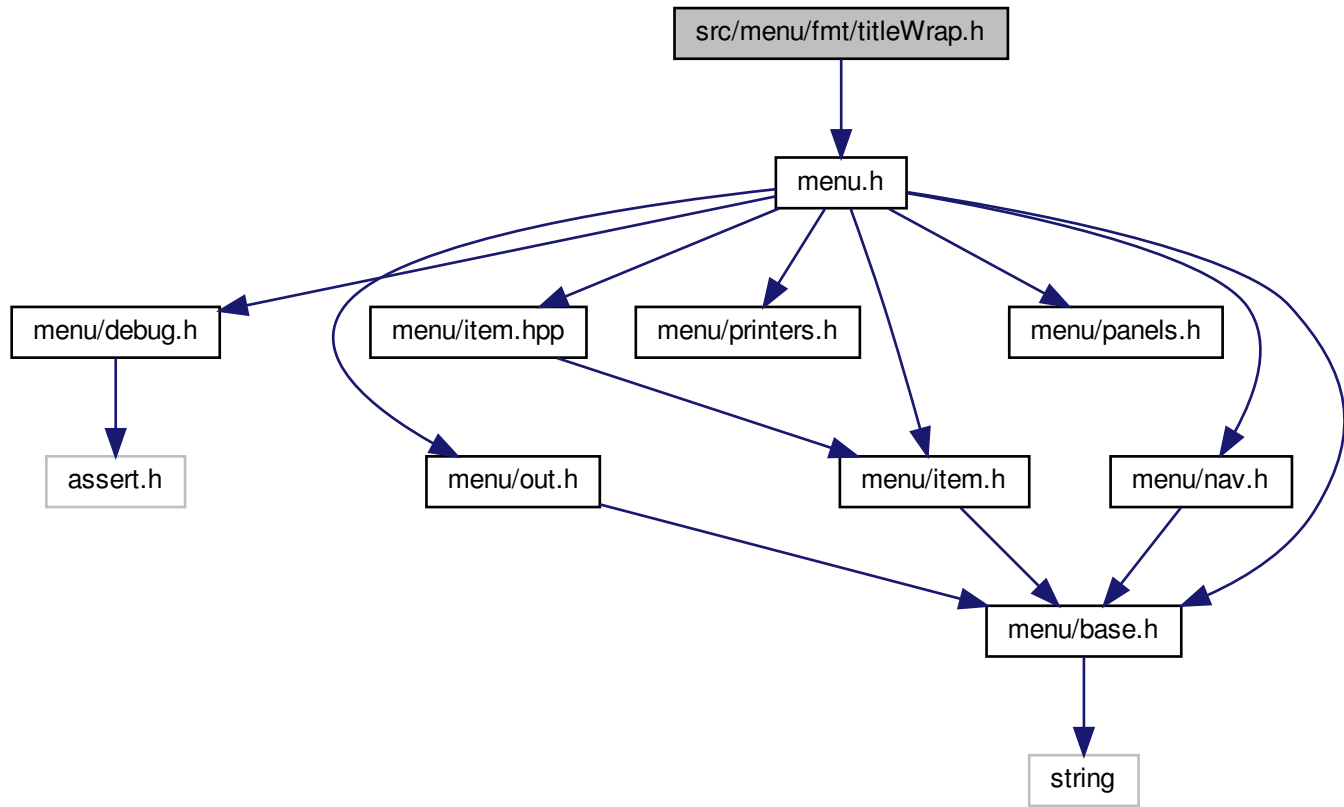 src/menu/fmt/titleWrap.h
menu.h
menu/debug.h
menu/item.hpp
menu/printers.h
menu/panels.h
assert.h
menu/out.h
menu/item.h
menu/nav.h
menu/base.h
string